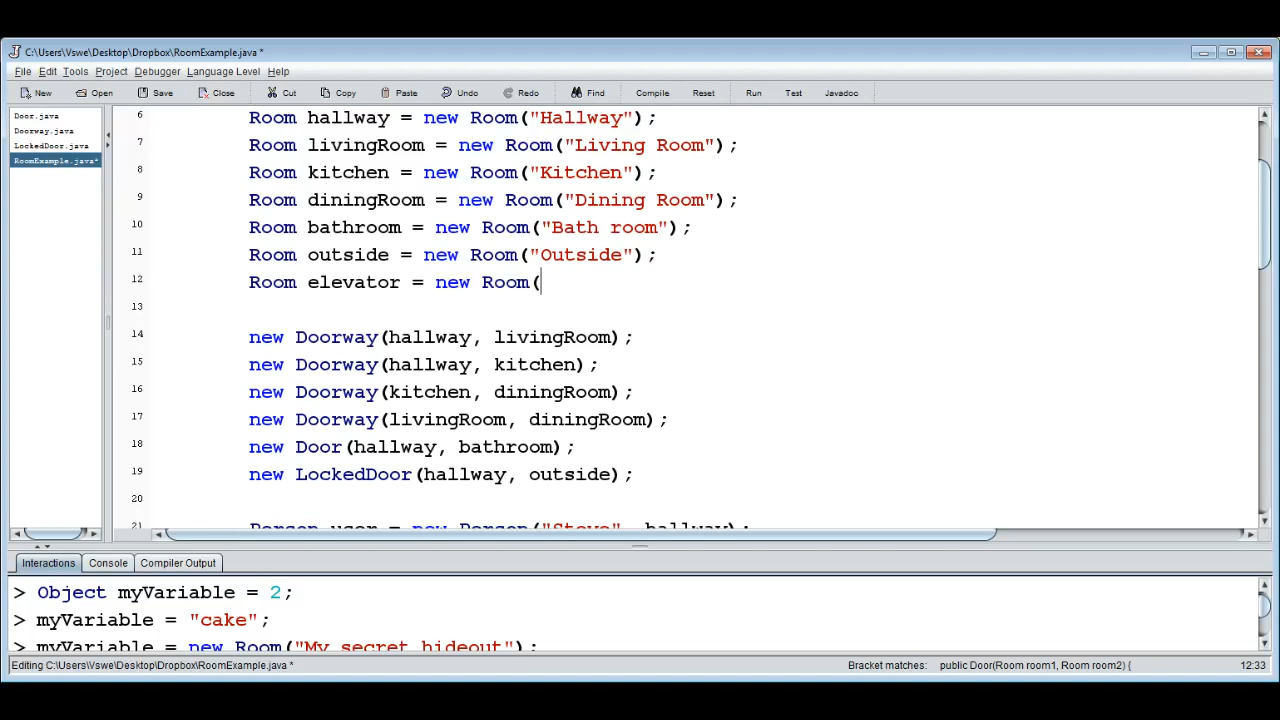 C:\Users\Vswe\Desktop\Dropbox\RoomExample.java *
File Edit Tools Project Debugger Language Level Help
New Open Save Close Cut Copy Paste Undo Redo Find Compile Reset Run Test Javadoc
Door.java
Doorway.java
LockedDoor.java
RoomExample.java*
6 Room hallway = new Room("Hallway");
7 Room livingRoom = new Room("Living Room");
8 Room kitchen = new Room("Kitchen");
9 Room diningRoom = new Room("Dining Room");
10 Room bathroom = new Room("Bath room");
11 Room outside = new Room("Outside");
12 Room elevator = new Room(
13
14 new Doorway(hallway, livingRoom);
15 new Doorway(hallway, kitchen);
16 new Doorway(kitchen, diningRoom);
17 new Doorway(livingRoom, diningRoom);
18 new Door(hallway, bathroom);
19 new LockedDoor(hallway, outside);
20
21 Person user = new Person("Steve", hallway);
Interactions Console Compiler Output
> Object myVariable = 2;
> myVariable = "cake";
> myVariable = new Room("My secret hideout");
Editing C:\Users\Vswe\Desktop\Dropbox\RoomExample.java * Bracket matches: public Door(Room room1, Room room2) { 12:33